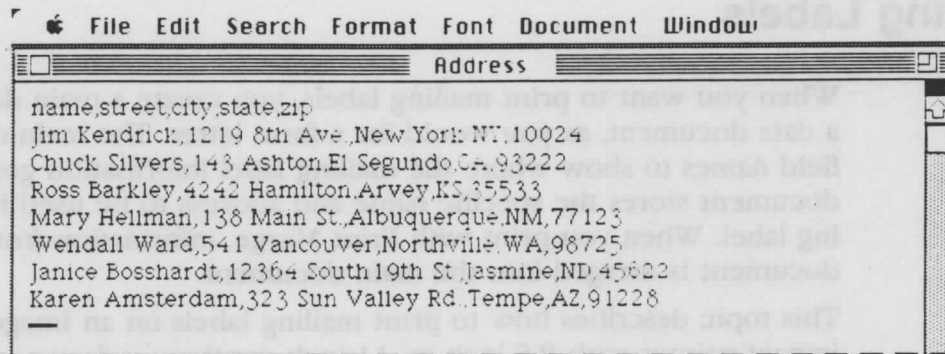 File Edit Search Format Font Document Window
Address
name,street,city,state,zip
Jim Kendrick,1210 8th Ave.,New York NY,10024
Chuck Silvers,143 Ashton,El Segundo,CA,93222
Ross Barkley,4242 Hamilton,Arvey,KS,35533
Mary Hellman,138 Main St.,Albuquerque,NM,77123
Wendall Ware,541 Vancouver,Northville,WA,98725
Janice Bosshardt,12364 South 19th St,Jasmine,ND,45622
Karen Amsterdam,323 Sun Valley Rd.,Tempe,AZ,91228